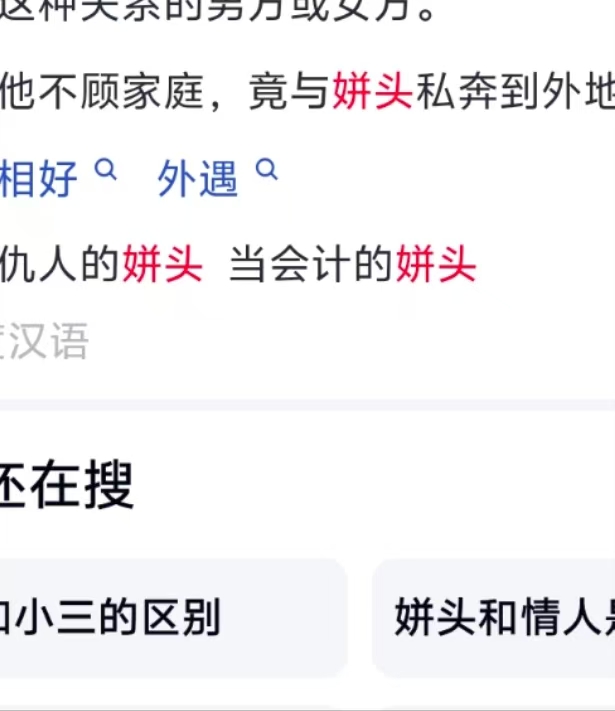 这种关系的男方或女方。
他不顾家庭，竟与姘头私奔到外地
相好 外遇
仇人的姘头 当会计的姘头
汉语
还在搜
和小三的区别 姘头和情人是